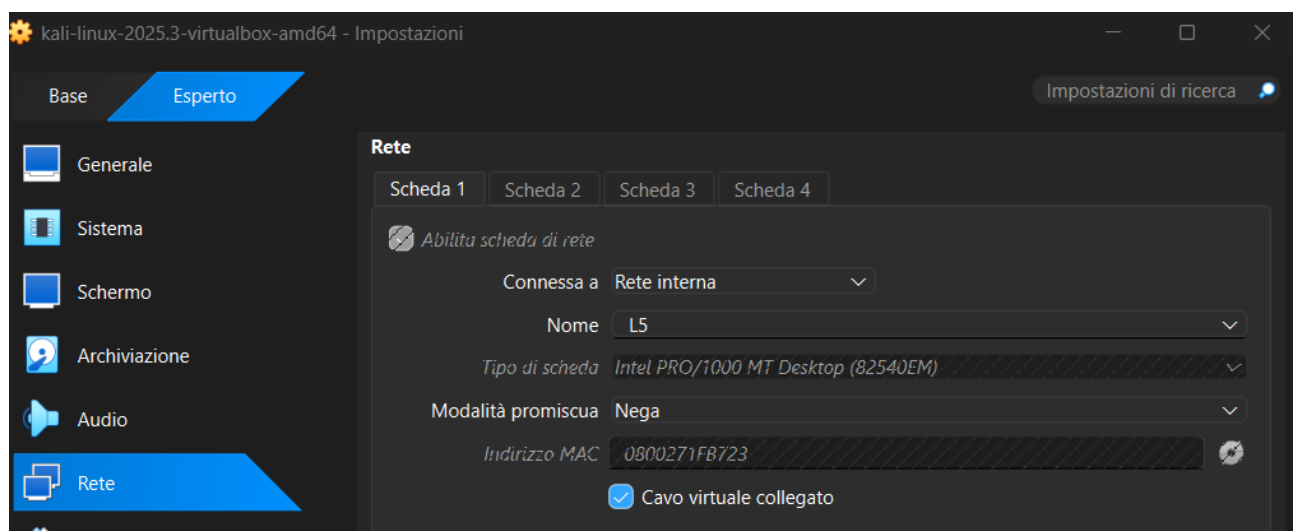 kali-linux-2025.3-virtualbox-amd64 - Impostazioni
Base Esperto Impostazioni di ricerca
Generale
Sistema
Schermo
Archiviazione
Audio
Rete
Rete
Scheda 1 Scheda 2 Scheda 3 Scheda 4
Abilita scheda di rete
Connessa a Rete interna
Nome L5
Tipo di scheda Intel PRO/1000 MT Desktop (82540EM)
Modalità promiscua Nega
Indirizzo MAC 0800271FB723
Cavo virtuale collegato